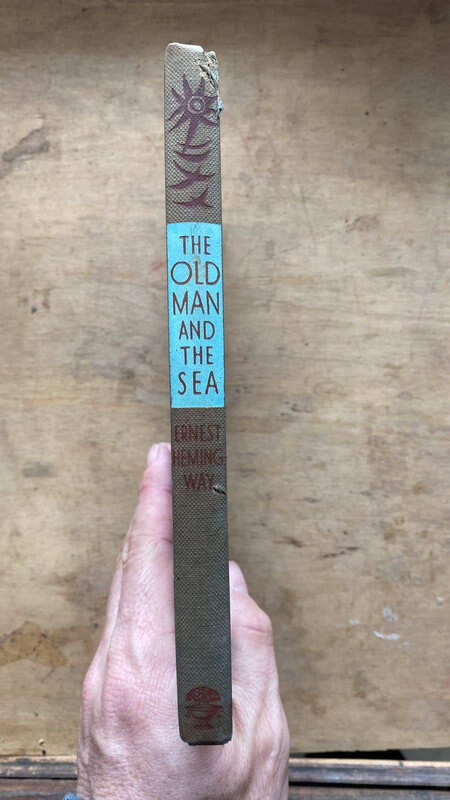 THE
OLD
MAN
AND
THE
SEA
ERNEST
HEMING
WAY